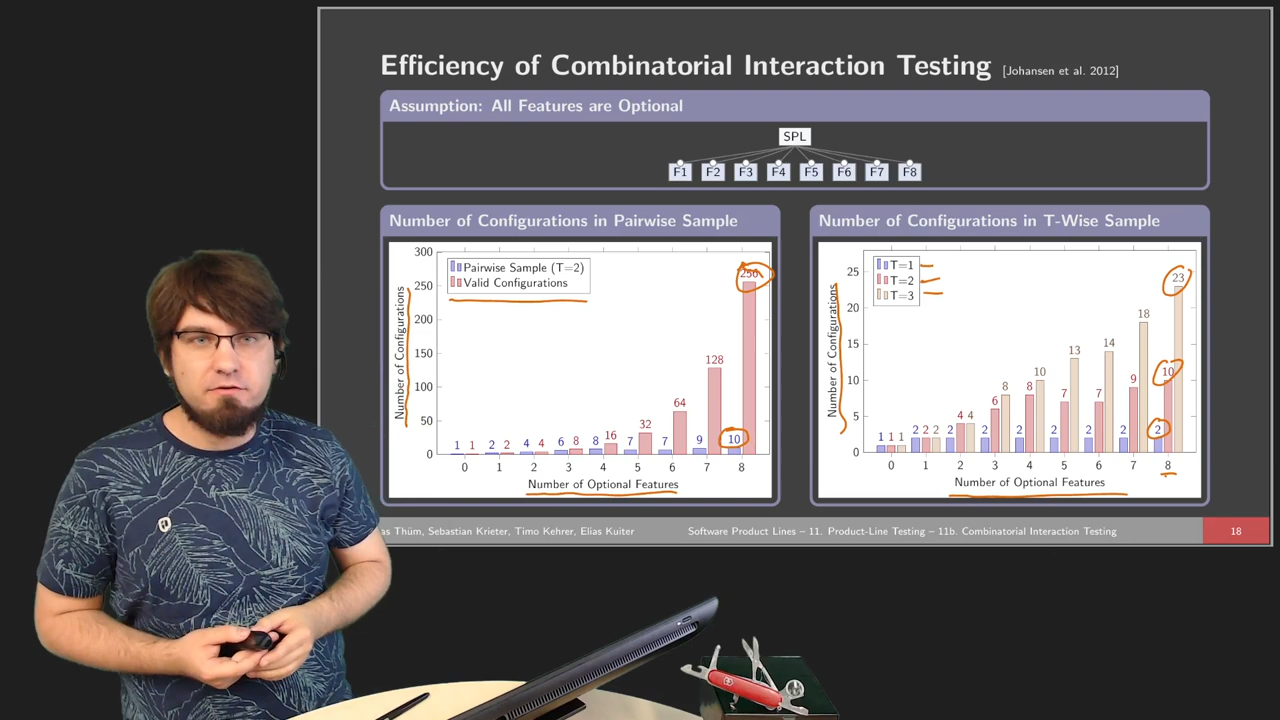 Efficiency of Combinatorial Interaction Testing [Johansen et al. 2012]
Assumption: All Features are Optional
SPL
F1 F2 F3 F4 F5 F6 F7 F8
Number of Configurations in Pairwise Sample
300
250
200
150
100
50
0
Number of Configurations
Pairwise Sample (T=2)
Valid Configurations
1 1 2 2 4 4 6 8 8 16 7 32 7 64 9 128 10 256
0 1 2 3 4 5 6 7 8
Number of Optional Features
Number of Configurations in T-Wise Sample
25
20
15
10
5
0
Number of Configurations
T=1
T=2
T=3
1 1 1 2 2 2 2 4 4 2 6 8 2 8 10 2 7 13 2 7 14 2 9 18 2 10 23
0 1 2 3 4 5 6 7 8
Number of Optional Features
as Thüm, Sebastian Krieter, Timo Kehrer, Elias Kuiter
Software Product Lines – 11. Product-Line Testing – 11b. Combinatorial Interaction Testing
18